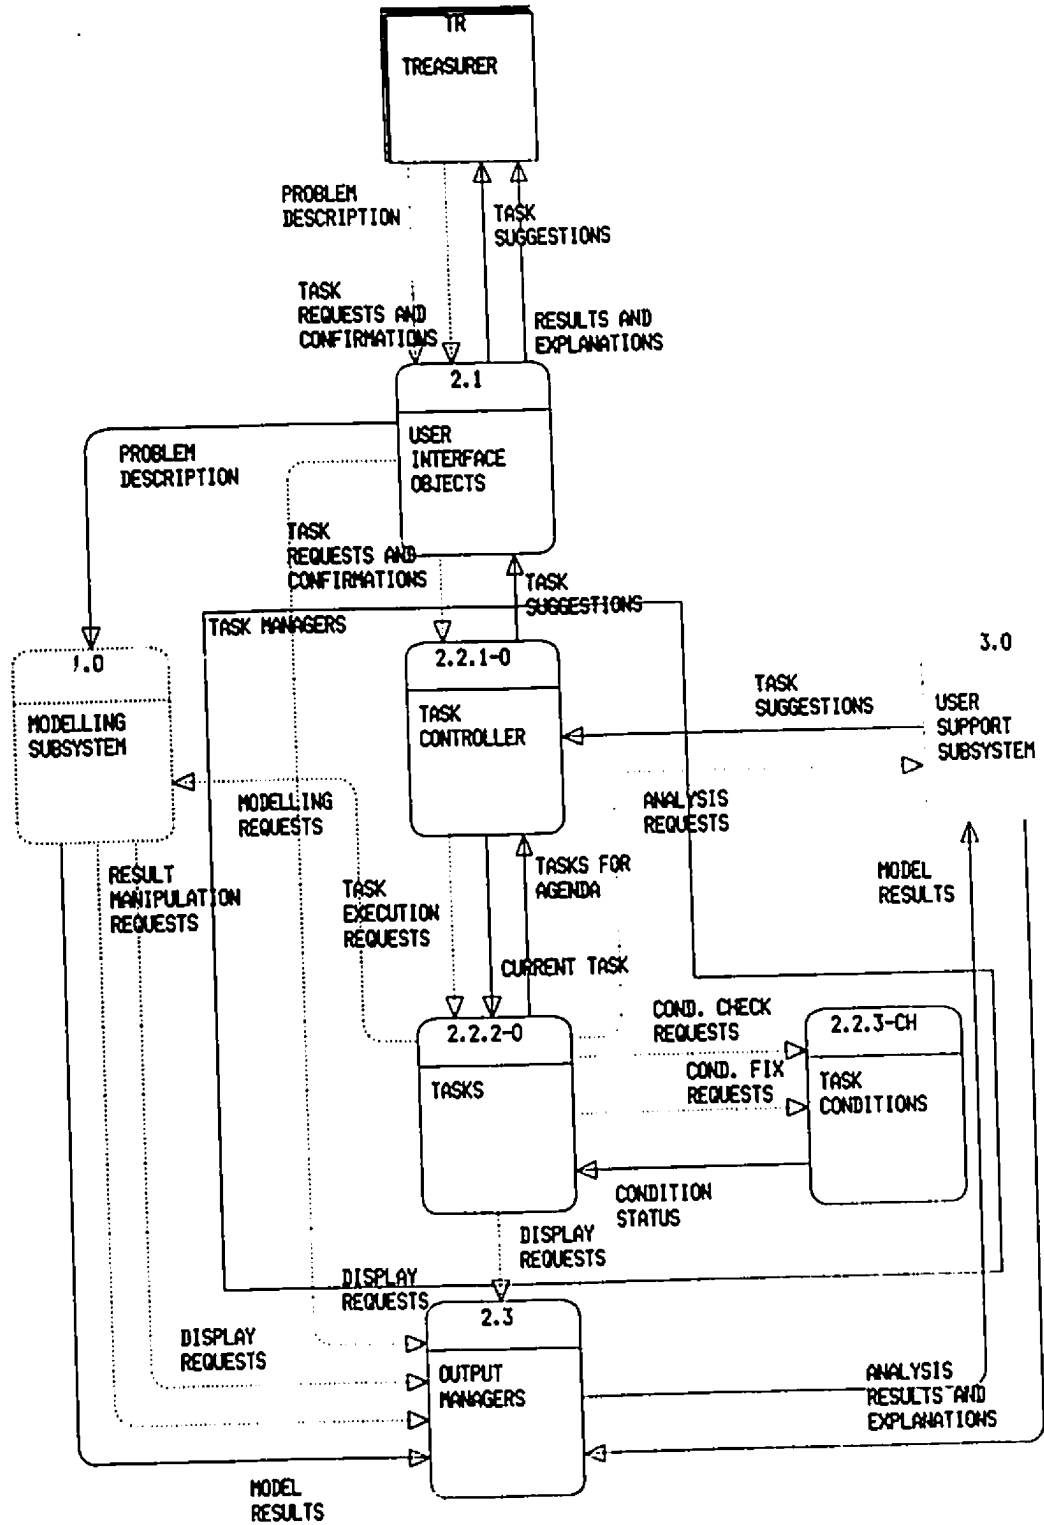 TR
TREASURER
PROBLEM
DESCRIPTION
TASK
SUGGESTIONS
TASK
REQUESTS AND
CONFIRMATIONS
RESULTS AND
EXPLANATIONS
2.1
USER
INTERFACE
OBJECTS
PROBLEM
DESCRIPTION
TASK
REQUESTS AND
CONFIRMATIONS
TASK
SUGGESTIONS
TASK MANAGERS
1.0
MODELLING
SUBSYSTEM
2.2.1-0
TASK
CONTROLLER
TASK
SUGGESTIONS
3.0
USER
SUPPORT
SUBSYSTEM
MODELLING
REQUESTS
ANALYSIS
REQUESTS
RESULT
MANIPULATION
REQUESTS
TASK
EXECUTION
REQUESTS
TASKS FOR
AGENDA
MODEL
RESULTS
CURRENT TASK
2.2.2-0
TASKS
COND. CHECK
REQUESTS
COND. FIX
REQUESTS
2.2.3-CH
TASK
CONDITIONS
CONDITION
STATUS
DISPLAY
REQUESTS
DISPLAY
REQUESTS
2.3
OUTPUT
MANAGERS
DISPLAY
REQUESTS
ANALYSIS
RESULTS AND
EXPLANATIONS
MODEL
RESULTS